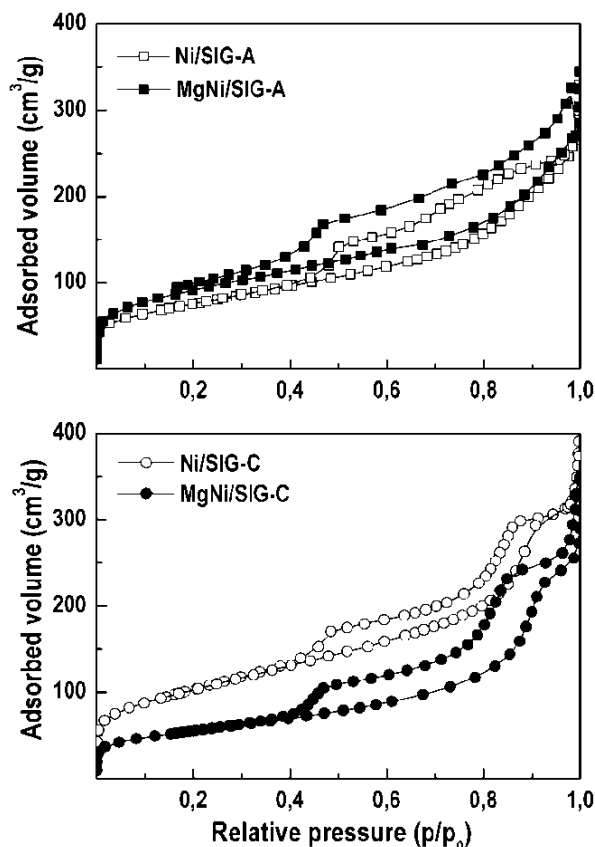 400
Ni/SIG-A
MgNi/SIG-A
300
200
100
Adsorbed volume (cm³/g)
0,2 0,4 0,6 0,8 1,0
400
Ni/SIG-C
MgNi/SIG-C
300
200
100
Adsorbed volume (cm³/g)
0,2 0,4 0,6 0,8 1,0
Relative pressure (p/p₀)